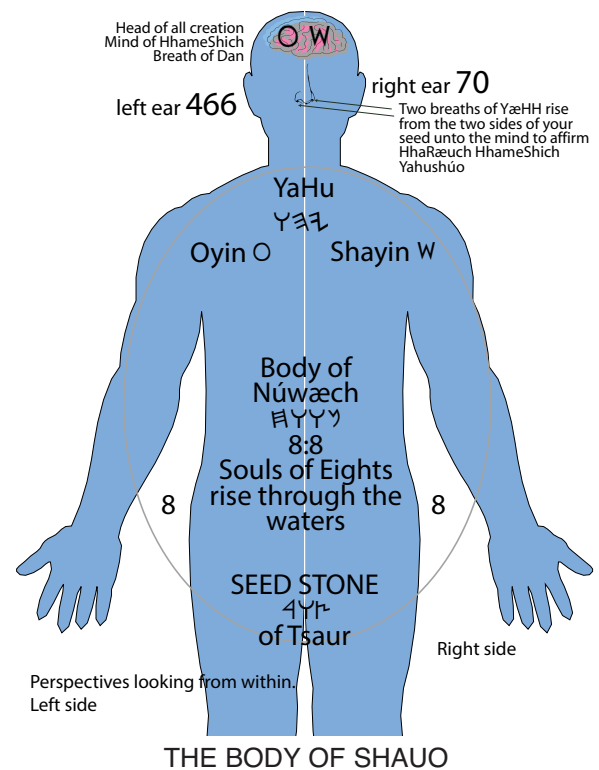 Head of all creation
Mind of HhameShich
Breath of Dan
𐤏 𐤔
left ear 466
right ear 70
Two breaths of YæHH rise
from the two sides of your
seed unto the mind to affirm
HhaRæuch HhameShich
Yahushúo
YaHu
𐤉𐤄𐤅
Oyin 𐤏 Shayin 𐤔
Body of
Núwæch
𐤍𐤅𐤅𐤇
8:8
Souls of Eights
rise through the
waters
8
8
SEED STONE
𐤑𐤅𐤓
of Tsaur
Right side
Perspectives looking from within.
Left side
THE BODY OF SHAUO